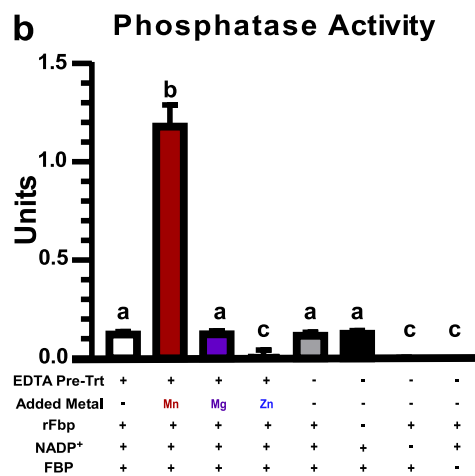 b Phosphatase Activity
1.5
1.0
0.5
0.0
Units
a b a c a a c c
EDTA Pre-Trt + + + + - - - -
Added Metal - Mn Mg Zn - - - -
rFbp + + + + + - + +
NADP⁺ + + + + + + - +
FBP + + + + + + + -